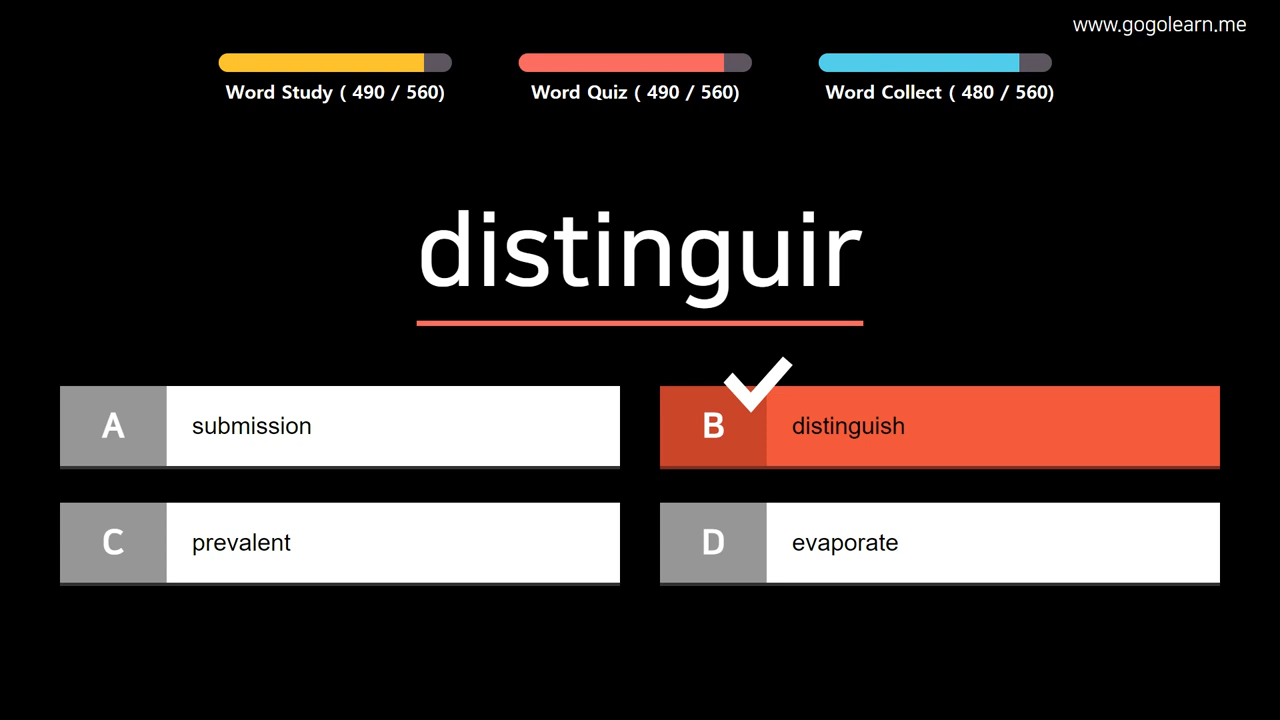 www.gogolearn.me
Word Study ( 490 / 560)
Word Quiz ( 490 / 560)
Word Collect ( 480 / 560)
distinguir
A submission
B distinguish
C prevalent
D evaporate